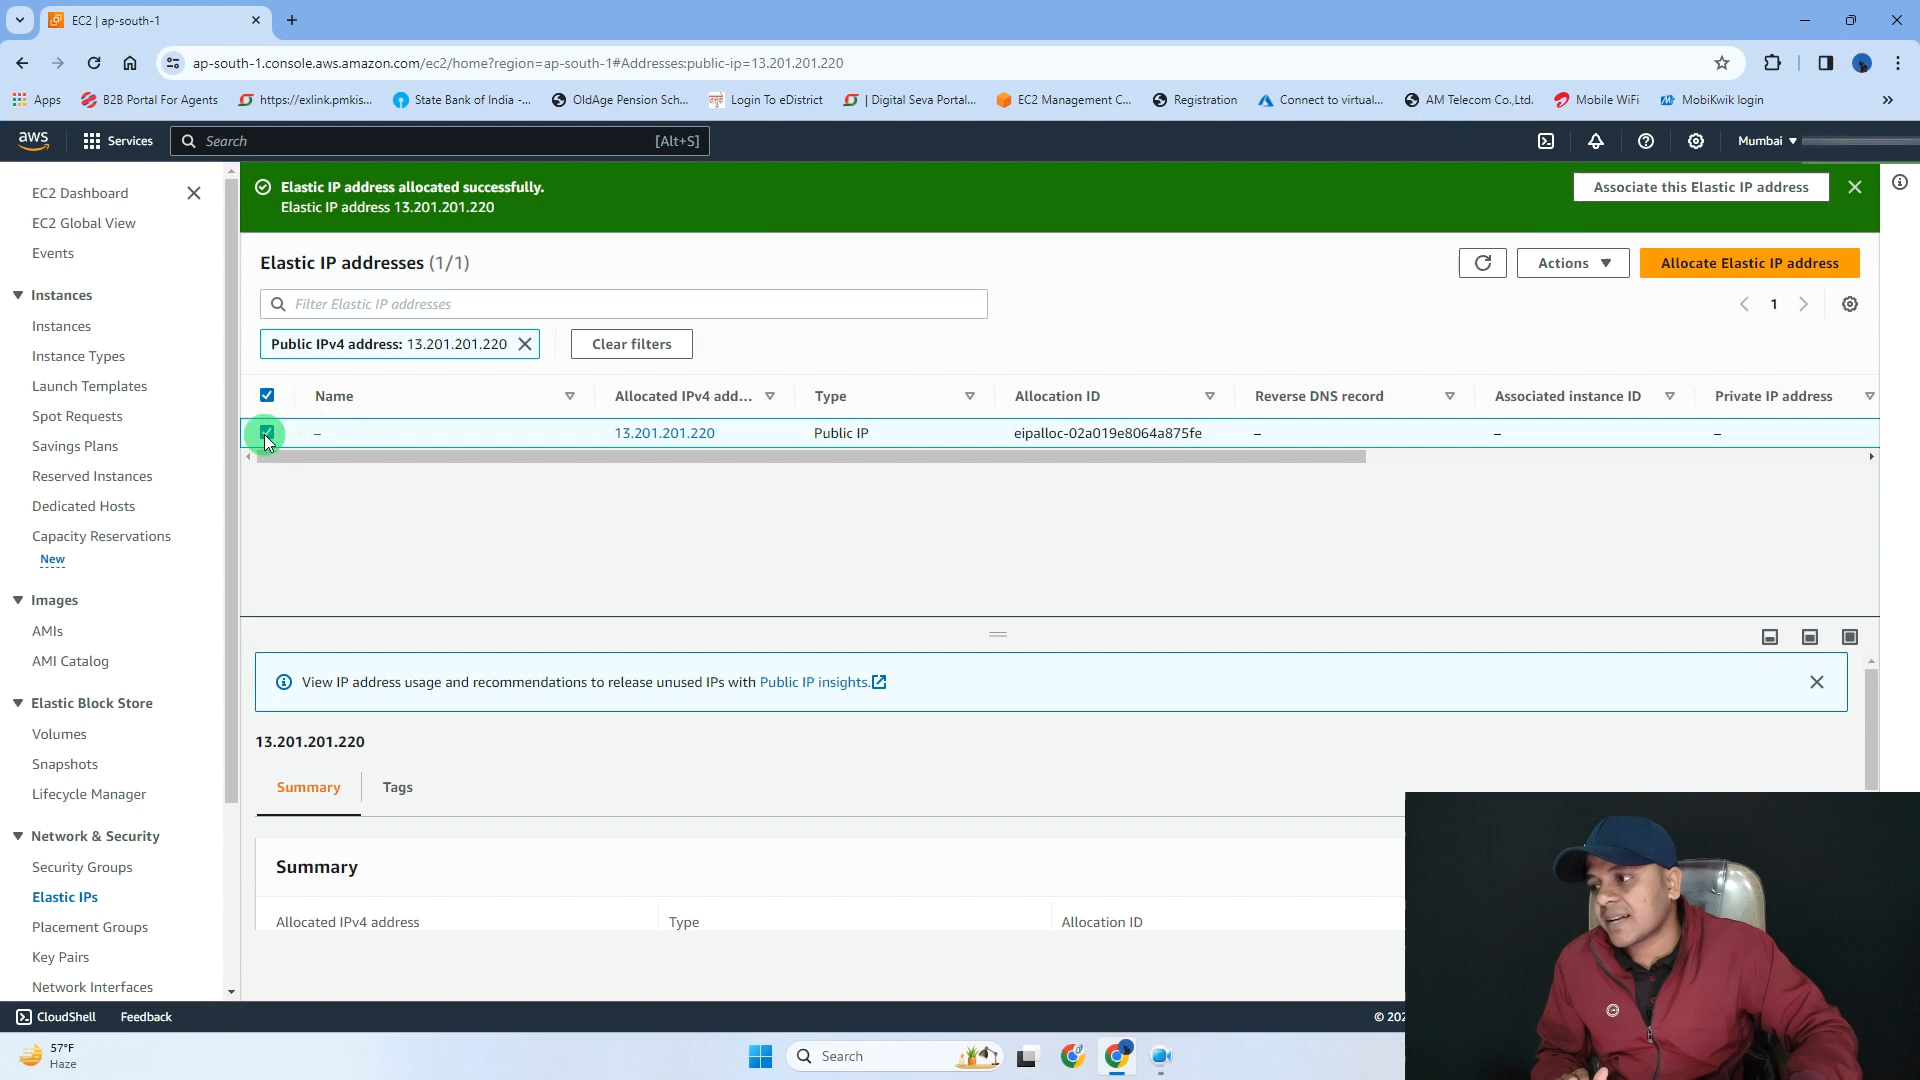 EC2 | ap-south-1
ap-south-1.console.aws.amazon.com/ec2/home?region=ap-south-1#Addresses:public-ip=13.201.201.220
Apps
B2B Portal For Agents
https://exlink.pmkis...
State Bank of India -...
OldAge Pension Sch...
Login To eDistrict
| Digital Seva Portal...
EC2 Management C...
Registration
Connect to virtual...
AM Telecom Co.,Ltd.
Mobile WiFi
MobiKwik login
aws
Services
Search
[Alt+S]
Mumbai
EC2 Dashboard
EC2 Global View
Events
Instances
Instances
Instance Types
Launch Templates
Spot Requests
Savings Plans
Reserved Instances
Dedicated Hosts
Capacity Reservations
New
Images
AMIs
AMI Catalog
Elastic Block Store
Volumes
Snapshots
Lifecycle Manager
Network & Security
Security Groups
Elastic IPs
Placement Groups
Key Pairs
Network Interfaces
Elastic IP address allocated successfully.
Elastic IP address 13.201.201.220
Associate this Elastic IP address
Elastic IP addresses (1/1)
Actions
Allocate Elastic IP address
Filter Elastic IP addresses
1
Public IPv4 address: 13.201.201.220
Clear filters
Name Allocated IPv4 add... Type Allocation ID Reverse DNS record Associated instance ID Private IP address
– 13.201.201.220 Public IP eipalloc-02a019e8064a875fe – – –
View IP address usage and recommendations to release unused IPs with Public IP insights.
13.201.201.220
Summary Tags
Summary
Allocated IPv4 address Type Allocation ID
CloudShell Feedback © 202
57°F
Haze
Search